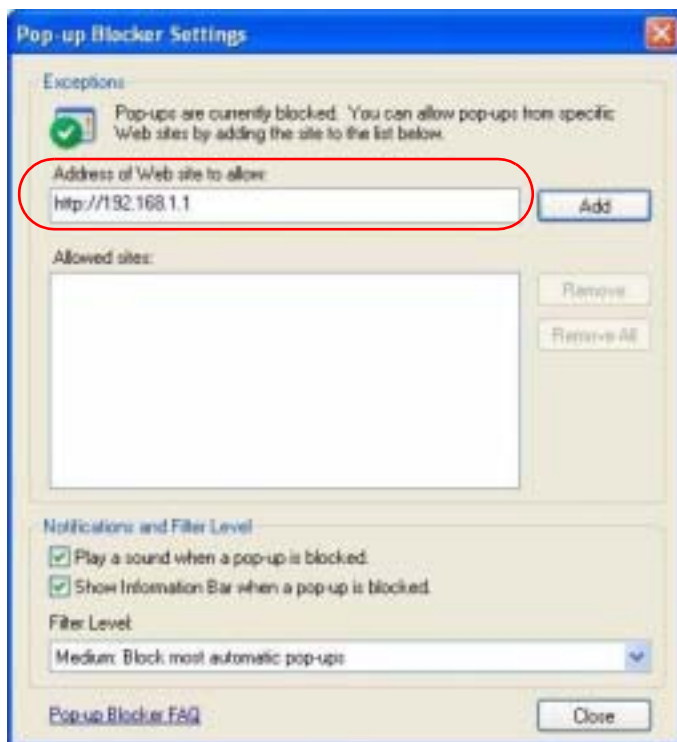 Pop-up Blocker Settings
Exceptions
Pop-ups are currently blocked. You can allow pop-ups from specific
Web sites by adding the site to the list below.
Address of Web site to allow:
http://192.168.1.1
Add
Allowed sites:
Remove
Remove All
Notifications and Filter Level
Play a sound when a pop-up is blocked.
Show Information Bar when a pop-up is blocked.
Filter Level:
Medium: Block most automatic pop-ups
Pop-up Blocker FAQ
Close